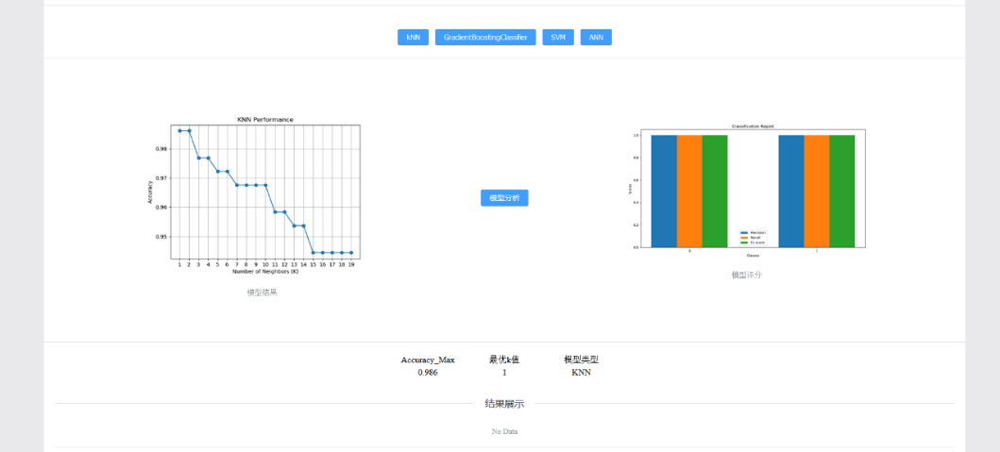 kNN GradientBoostingClassfier SVM ANN
KNN Performance
0.98
0.97
0.96
0.95
Accuracy
1 2 3 4 5 6 7 8 9 10 11 12 13 14 15 16 17 18 19
Number of Neighbors (K)
模型结果
模型分析
Classification Report
1.0
0.8
0.6
0.4
0.2
0.0
Score
Precision
Recall
F1-score
0 1
Classes
模型评分
Accuracy_Max 最优k值 模型类型
0.986 1 KNN
结果展示
No Data